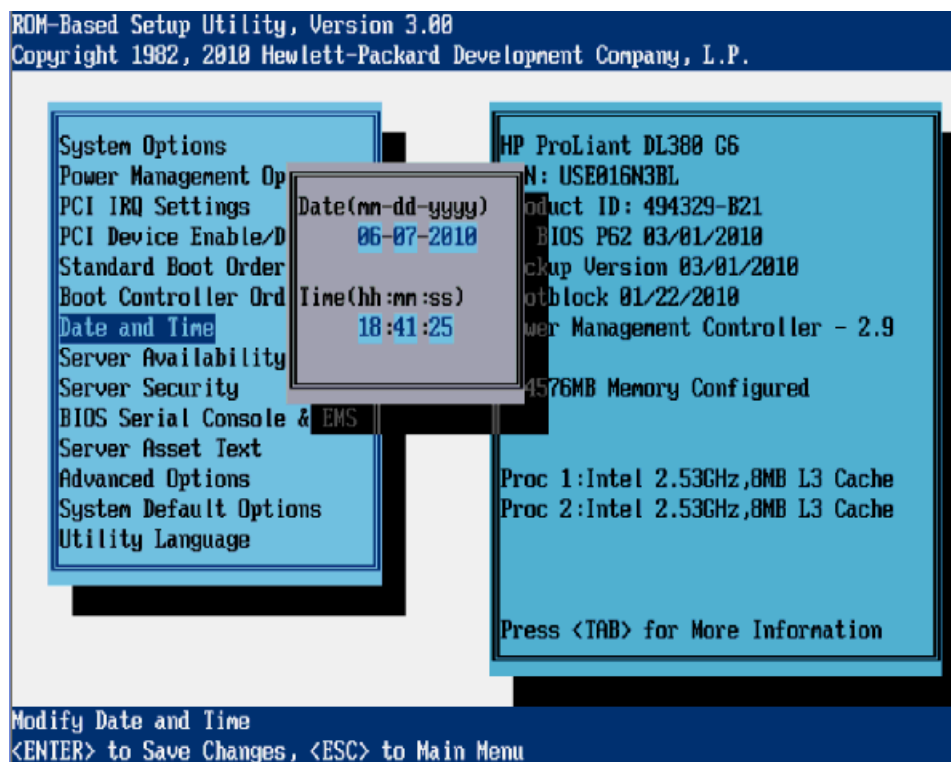 ROM-Based Setup Utility, Version 3.00
Copyright 1982, 2010 Hewlett-Packard Development Company, L.P.
System Options
Power Management Op
PCI IRQ Settings
PCI Device Enable/D
Standard Boot Order
Boot Controller Ord
Date and Time
Server Availability
Server Security
BIOS Serial Console & EMS
Server Asset Text
Advanced Options
System Default Options
Utility Language
Date(mm-dd-yyyy)
06-07-2010
Time(hh:mm:ss)
18:41:25
HP ProLiant DL380 G6
N: USE016N3BL
oduct ID: 494329-B21
BIOS P62 03/01/2010
ckup Version 03/01/2010
otblock 01/22/2010
wer Management Controller - 2.9
4576MB Memory Configured
Proc 1:Intel 2.53GHz,8MB L3 Cache
Proc 2:Intel 2.53GHz,8MB L3 Cache
Press <TAB> for More Information
Modify Date and Time
<ENTER> to Save Changes, <ESC> to Main Menu